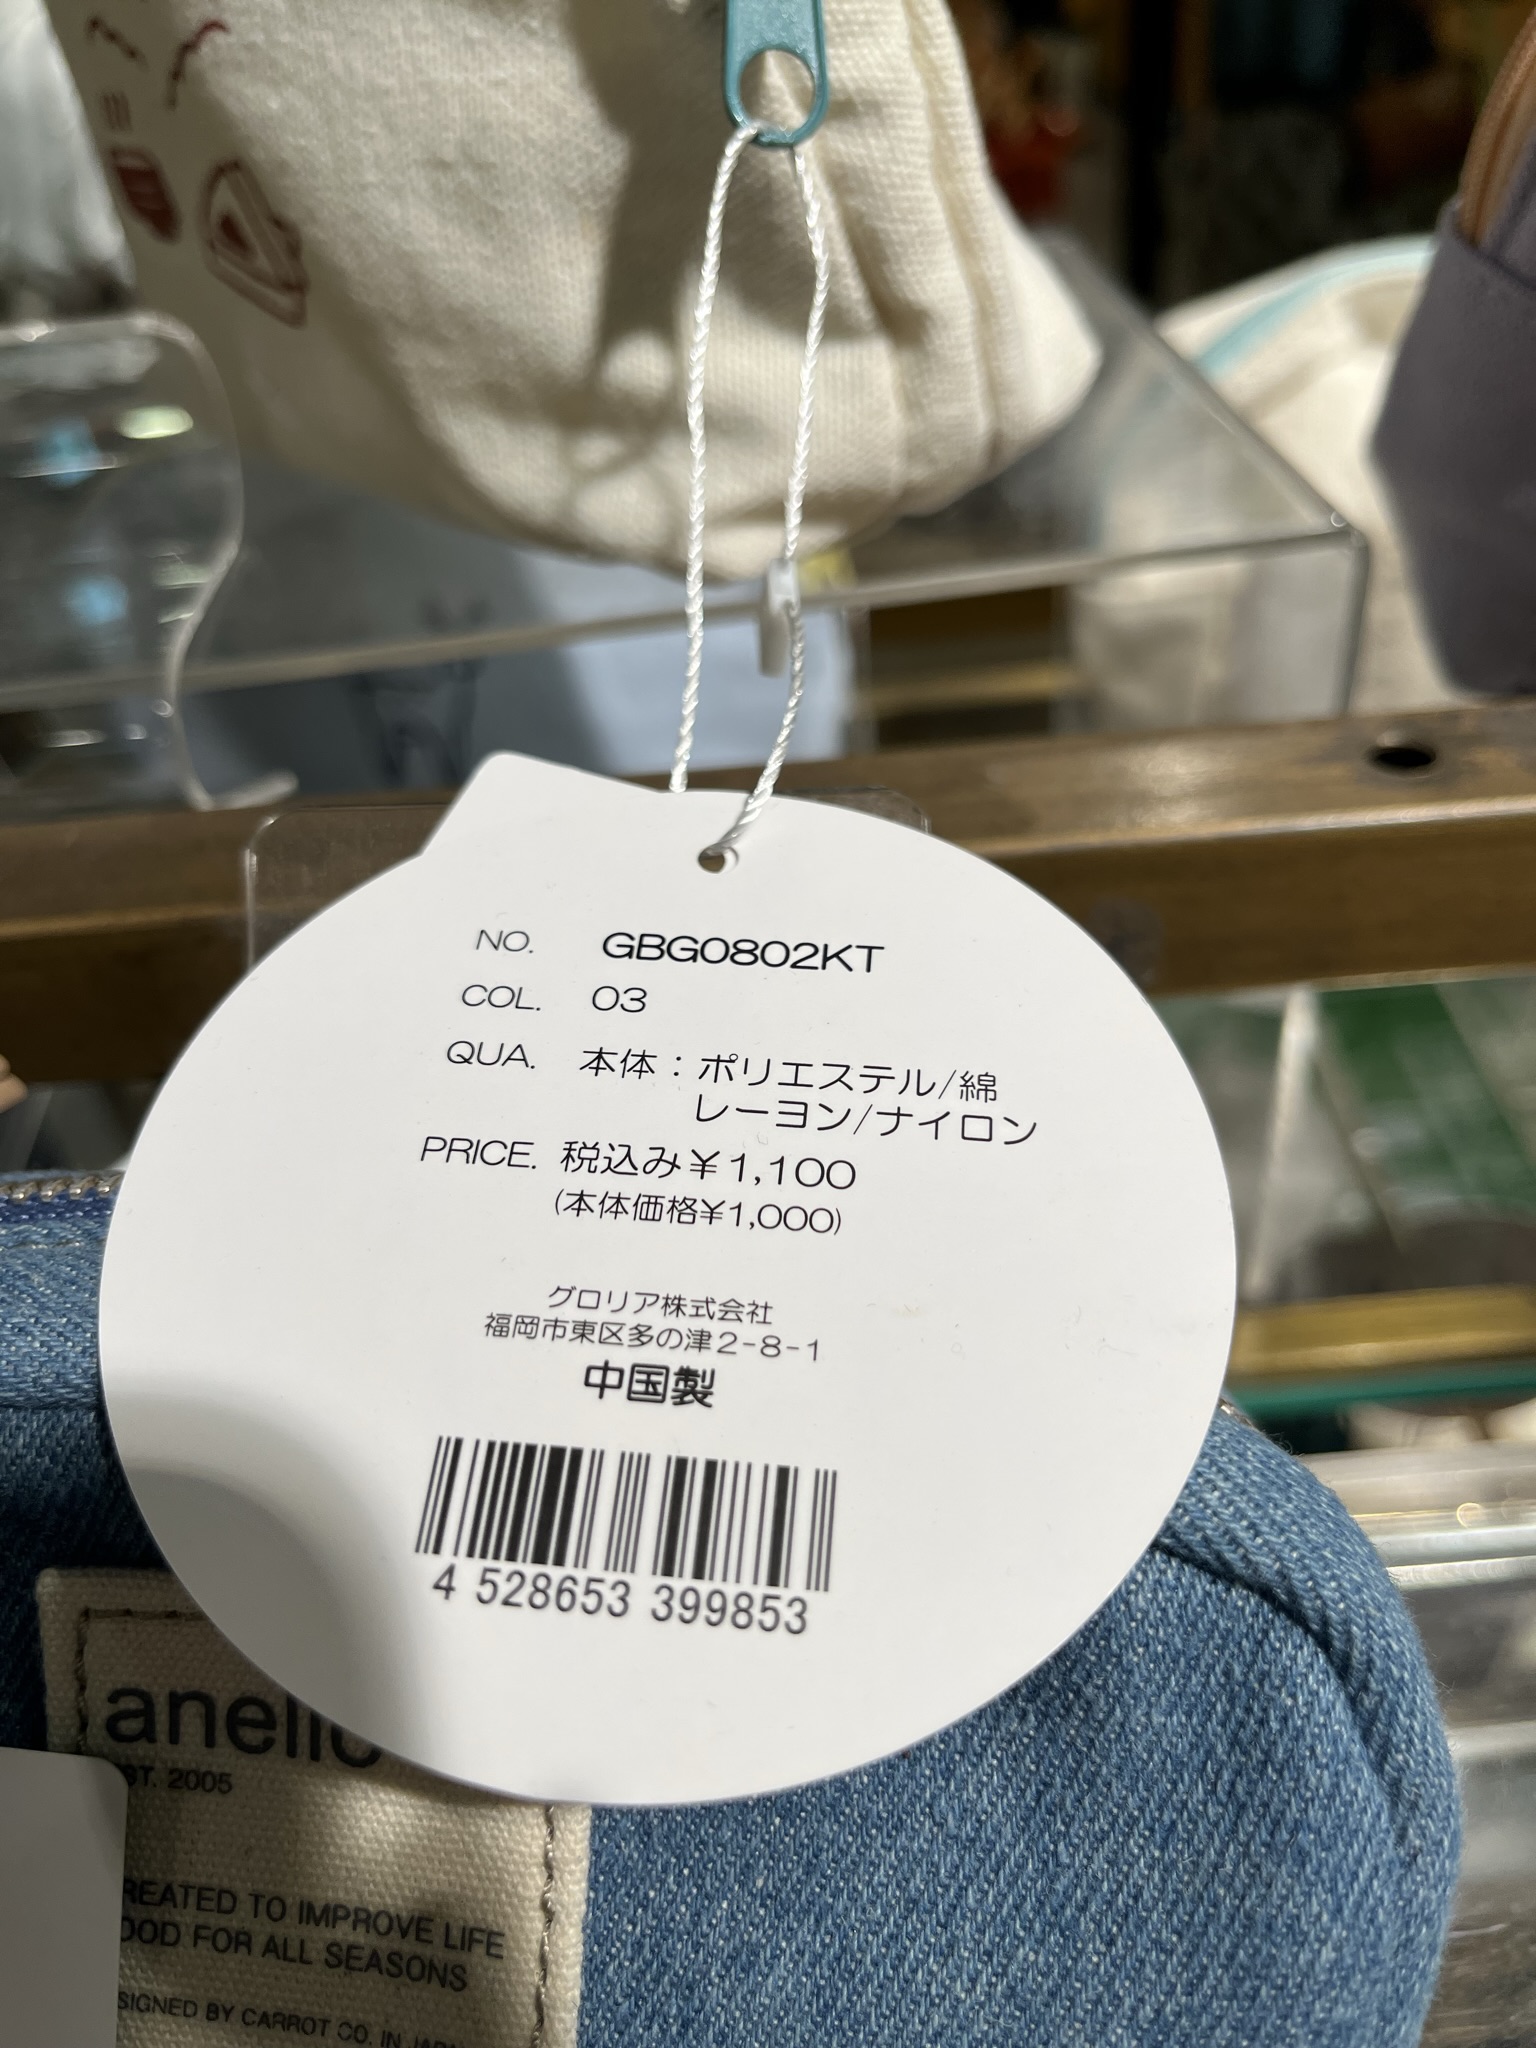 NO. GBG0802KT
COL. 03
QUA. 本体：ポリエステル/綿
レーヨン/ナイロン
PRICE. 税込み¥1,100
(本体価格¥1,000)
グロリア株式会社
福岡市東区多の津2-8-1
中国製
4 528653 399853
anello
ST. 2005
REATED TO IMPROVE LIFE
OOD FOR ALL SEASONS
SIGNED BY CARROT CO. IN